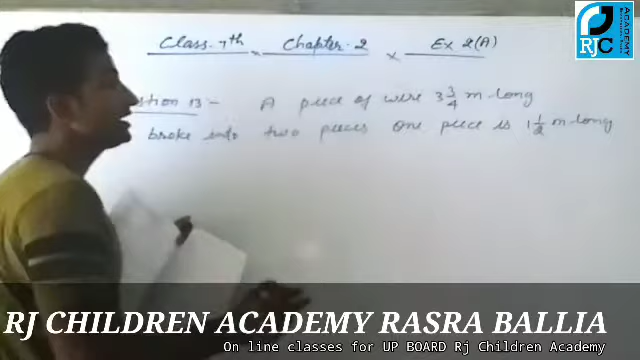 Class-7th Chapter-2 x Ex 2(A)
stion 13:- A piece of wire 3 3/4 m long
broke into two pieces One piece is 1 1/2 m long
RJC
ACADEMY
RJ CHILDREN ACADEMY RASRA BALLIA
On line classes for UP BOARD Rj Children Academy